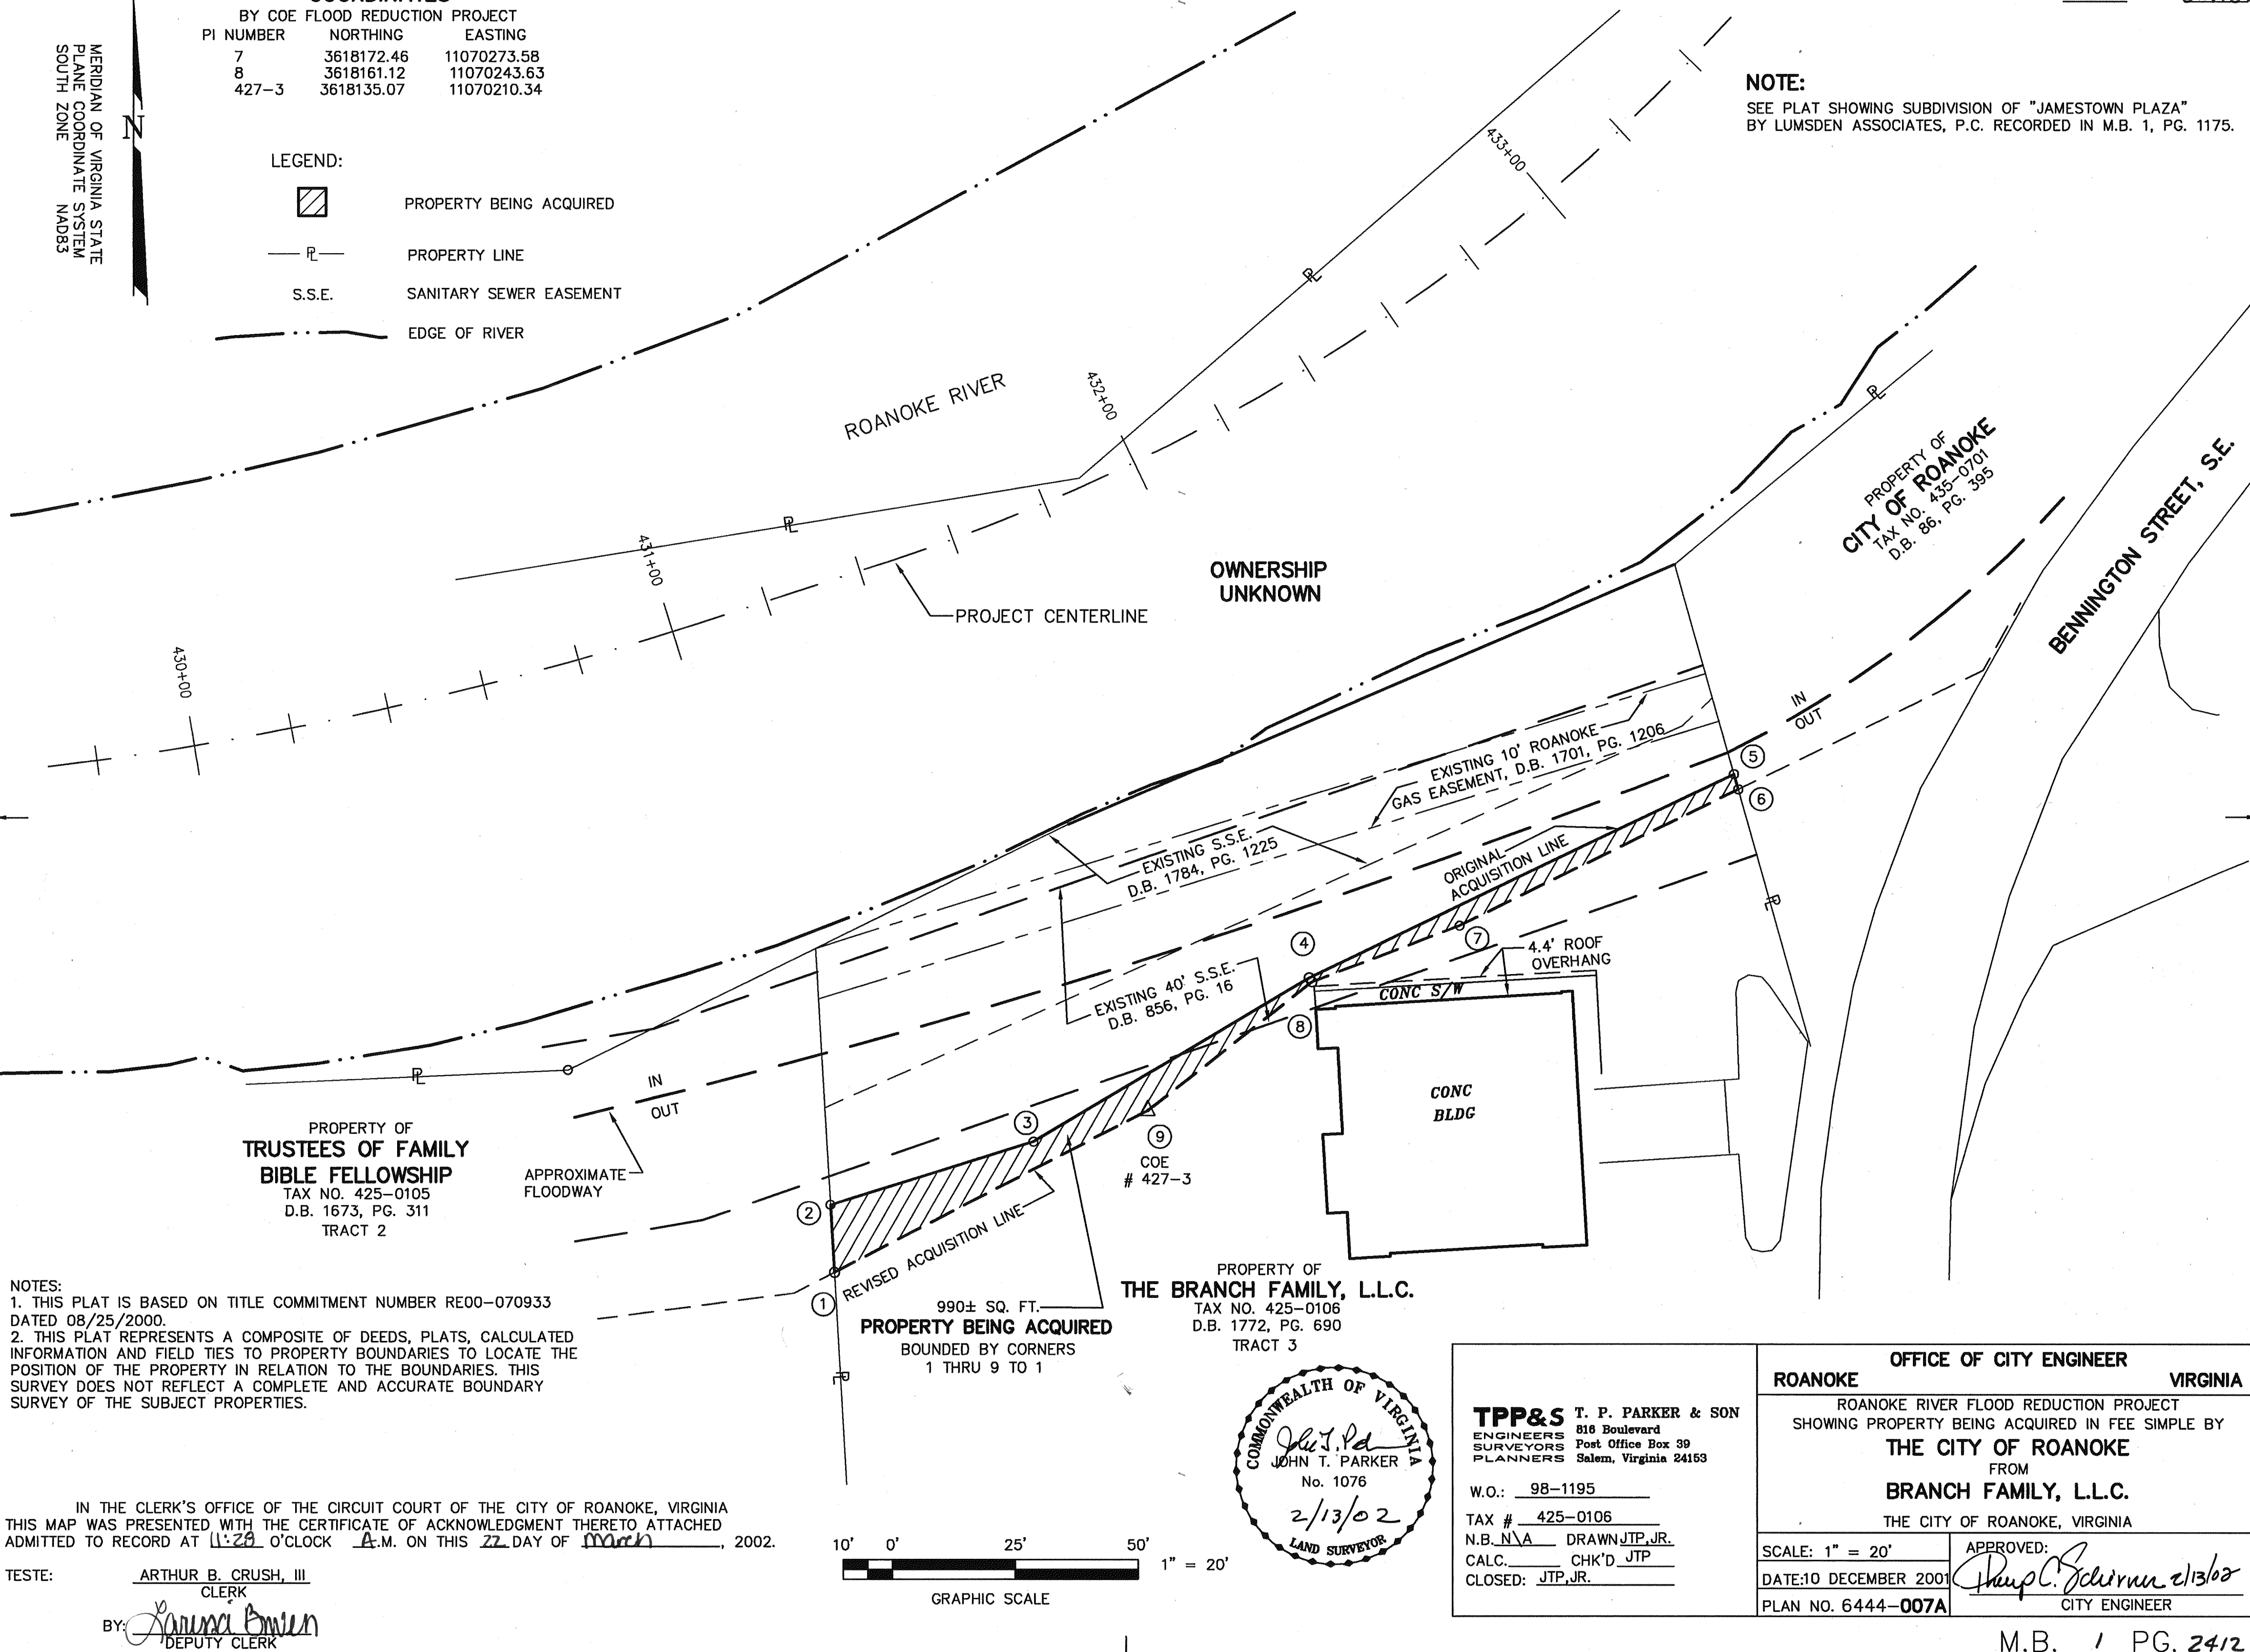 COORDINATES
BY COE FLOOD REDUCTION PROJECT
PI NUMBER NORTHING EASTING
7 3618172.46 11070273.58
8 3618161.12 11070243.63
427-3 3618135.07 11070210.34
MERIDIAN OF VIRGINIA STATE
PLANE COORDINATE SYSTEM
SOUTH ZONE NAD83
N
LEGEND:
PROPERTY BEING ACQUIRED
PL PROPERTY LINE
S.S.E. SANITARY SEWER EASEMENT
EDGE OF RIVER
NOTE:
SEE PLAT SHOWING SUBDIVISION OF "JAMESTOWN PLAZA"
BY LUMSDEN ASSOCIATES, P.C. RECORDED IN M.B. 1, PG. 1175.
433+00
PL
432+00
ROANOKE RIVER
PL
431+00
PL
430+00
OWNERSHIP
UNKNOWN
PROJECT CENTERLINE
PROPERTY OF
CITY OF ROANOKE
TAX NO. 435-0701
D.B. 86, PG. 395
BENNINGTON STREET, S.E.
IN
OUT
EXISTING 10' ROANOKE
GAS EASEMENT, D.B. 1701, PG. 1206
5
6
EXISTING S.S.E.
D.B. 1784, PG. 1225
ORIGINAL
ACQUISITION LINE
PL
4
7
4.4' ROOF
OVERHANG
EXISTING 40' S.S.E.
D.B. 856, PG. 16
CONC S/W
8
CONC
BLDG
PL
IN
OUT
3
9
COE
# 427-3
APPROXIMATE
FLOODWAY
2
REVISED ACQUISITION LINE
1
PROPERTY OF
TRUSTEES OF FAMILY
BIBLE FELLOWSHIP
TAX NO. 425-0105
D.B. 1673, PG. 311
TRACT 2
990± SQ. FT.
PROPERTY BEING ACQUIRED
BOUNDED BY CORNERS
1 THRU 9 TO 1
PL
PROPERTY OF
THE BRANCH FAMILY, L.L.C.
TAX NO. 425-0106
D.B. 1772, PG. 690
TRACT 3
NOTES:
1. THIS PLAT IS BASED ON TITLE COMMITMENT NUMBER RE00-070933
DATED 08/25/2000.
2. THIS PLAT REPRESENTS A COMPOSITE OF DEEDS, PLATS, CALCULATED
INFORMATION AND FIELD TIES TO PROPERTY BOUNDARIES TO LOCATE THE
POSITION OF THE PROPERTY IN RELATION TO THE BOUNDARIES. THIS
SURVEY DOES NOT REFLECT A COMPLETE AND ACCURATE BOUNDARY
SURVEY OF THE SUBJECT PROPERTIES.
IN THE CLERK'S OFFICE OF THE CIRCUIT COURT OF THE CITY OF ROANOKE, VIRGINIA
THIS MAP WAS PRESENTED WITH THE CERTIFICATE OF ACKNOWLEDGMENT THERETO ATTACHED
ADMITTED TO RECORD AT 11:28 O'CLOCK A.M. ON THIS 22 DAY OF March, 2002.
TESTE: ARTHUR B. CRUSH, III
CLERK
BY:
DEPUTY CLERK
COMMONWEALTH OF VIRGINIA
JOHN T. PARKER
No. 1076
2/13/02
LAND SURVEYOR
10' 0' 25' 50'
1" = 20'
GRAPHIC SCALE
TPP&S T. P. PARKER & SON
ENGINEERS 816 Boulevard
SURVEYORS Post Office Box 39
PLANNERS Salem, Virginia 24153
W.O.: 98-1195
TAX # 425-0106
N.B. N\A DRAWN JTP,JR.
CALC. CHK'D JTP
CLOSED: JTP,JR.
OFFICE OF CITY ENGINEER
ROANOKE VIRGINIA
ROANOKE RIVER FLOOD REDUCTION PROJECT
SHOWING PROPERTY BEING ACQUIRED IN FEE SIMPLE BY
THE CITY OF ROANOKE
FROM
BRANCH FAMILY, L.L.C.
THE CITY OF ROANOKE, VIRGINIA
SCALE: 1" = 20'
DATE:10 DECEMBER 2001
PLAN NO. 6444-007A
APPROVED:
2/13/02
CITY ENGINEER
M.B. 1 PG. 2412